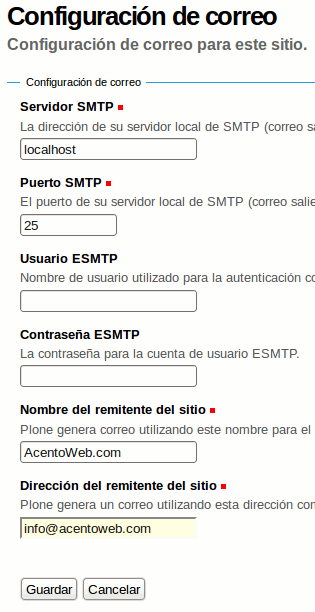 Configuración de correo
Configuración de correo para este sitio.
Configuración de correo
Servidor SMTP
La dirección de su servidor local de SMTP (correo
localhost
Puerto SMTP
El puerto de su servidor local de SMTP (correo
25
Usuario ESMTP
Nombre de usuario utilizado para la autenticación
Contraseña ESMTP
La contraseña para la cuenta de usuario ESMTP.
Nombre del remitente del sitio
Plone genera correo utilizando este nombre para el
AcentoWeb.com
Dirección del remitente del sitio
Plone genera un correo utilizando esta dirección
info@acentoweb.com
Guardar Cancelar